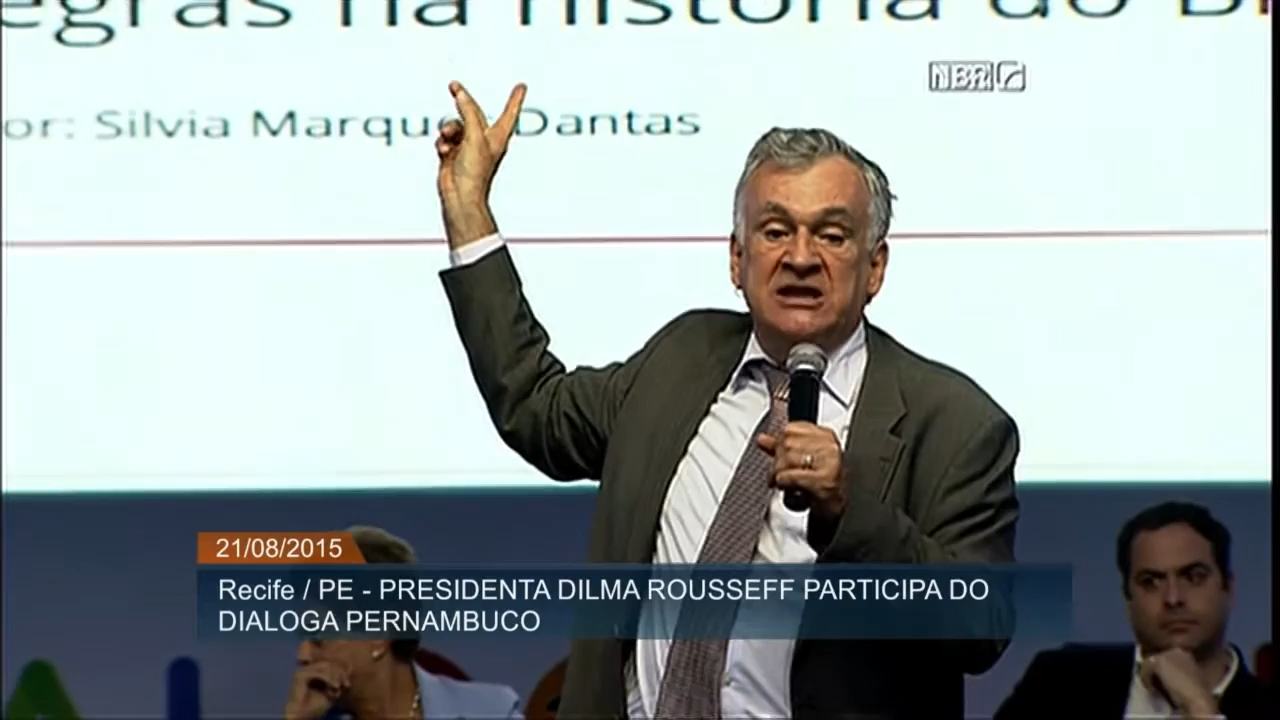 egras na história do B
NBR
or: Silvia Marque Dantas
21/08/2015
Recife / PE - PRESIDENTA DILMA ROUSSEFF PARTICIPA DO
DIALOGA PERNAMBUCO